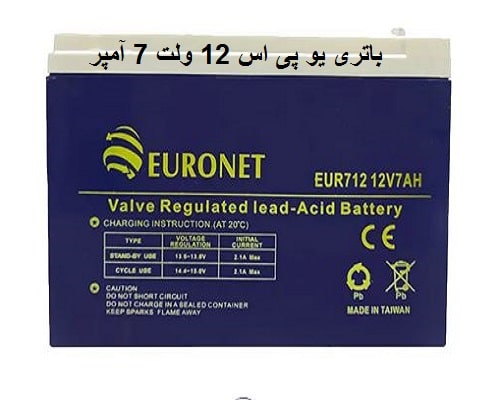 باتری یو پی اس 12 ولت 7 آمپر
EURONET
EUR712 12V7AH
Valve Regulated lead-Acid Battery
CHARGING INSTRUCTION.(AT 20℃)
TYPE VOLTAGE REGULATION INITIAL CURRENT
STAND-BY USE 13.5-13.8V 2.1A Max
CYCLE USE 14.4-15.0V 2.1A Max
CE
CAUTION
DO NOT SHORT CIRCUIT
DO NOT CHARGE IN A SEALED CONTAINER
KEEP SPARKS FLAME AWAY
Pb Pb
MADE IN TAIWAN